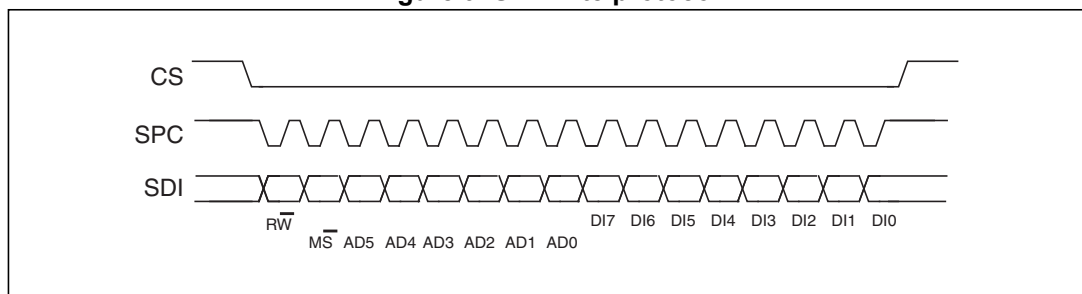 CS
SPC
SDI
RW̅ DI7 DI6 DI5 DI4 DI3 DI2 DI1 DI0
MS̅ AD5 AD4 AD3 AD2 AD1 AD0